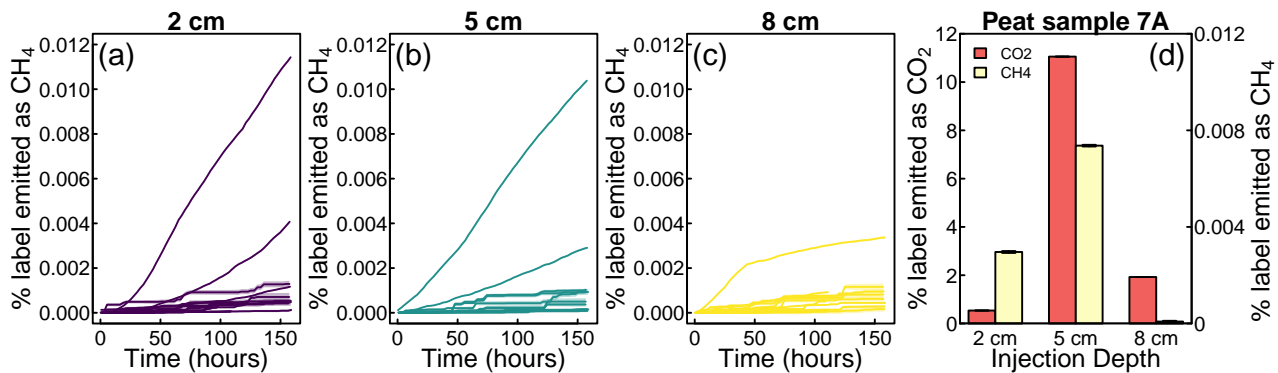 2 cm
(a)
% label emitted as CH4
0.012
0.010
0.008
0.006
0.004
0.002
0.000
0 50 100 150
Time (hours)
5 cm
(b)
% label emitted as CH4
0.012
0.010
0.008
0.006
0.004
0.002
0.000
0 50 100 150
Time (hours)
8 cm
(c)
% label emitted as CH4
0.012
0.010
0.008
0.006
0.004
0.002
0.000
0 50 100 150
Time (hours)
Peat sample 7A
(d)
% label emitted as CO2
12
10
8
6
4
2
0
CO2
CH4
0.012
0.008
0.004
0
% label emitted as CH4
2 cm 5 cm 8 cm
Injection Depth